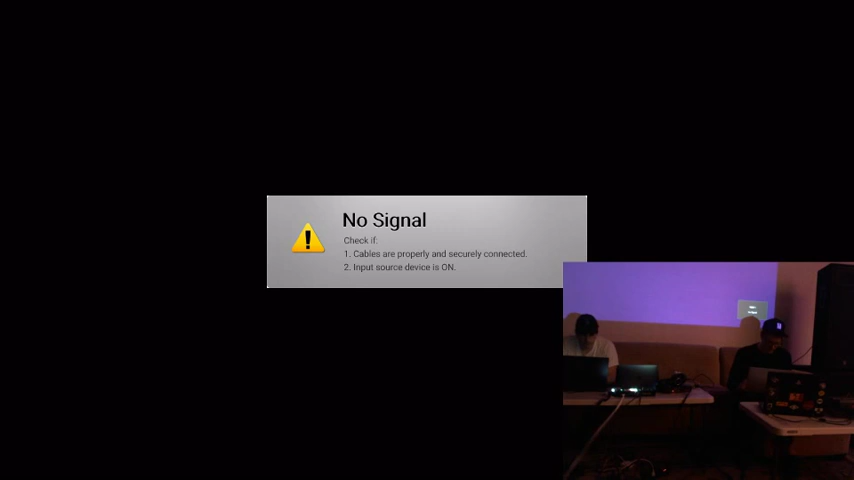 No Signal
Check if:
1. Cables are properly and securely connected.
2. Input source device is ON.